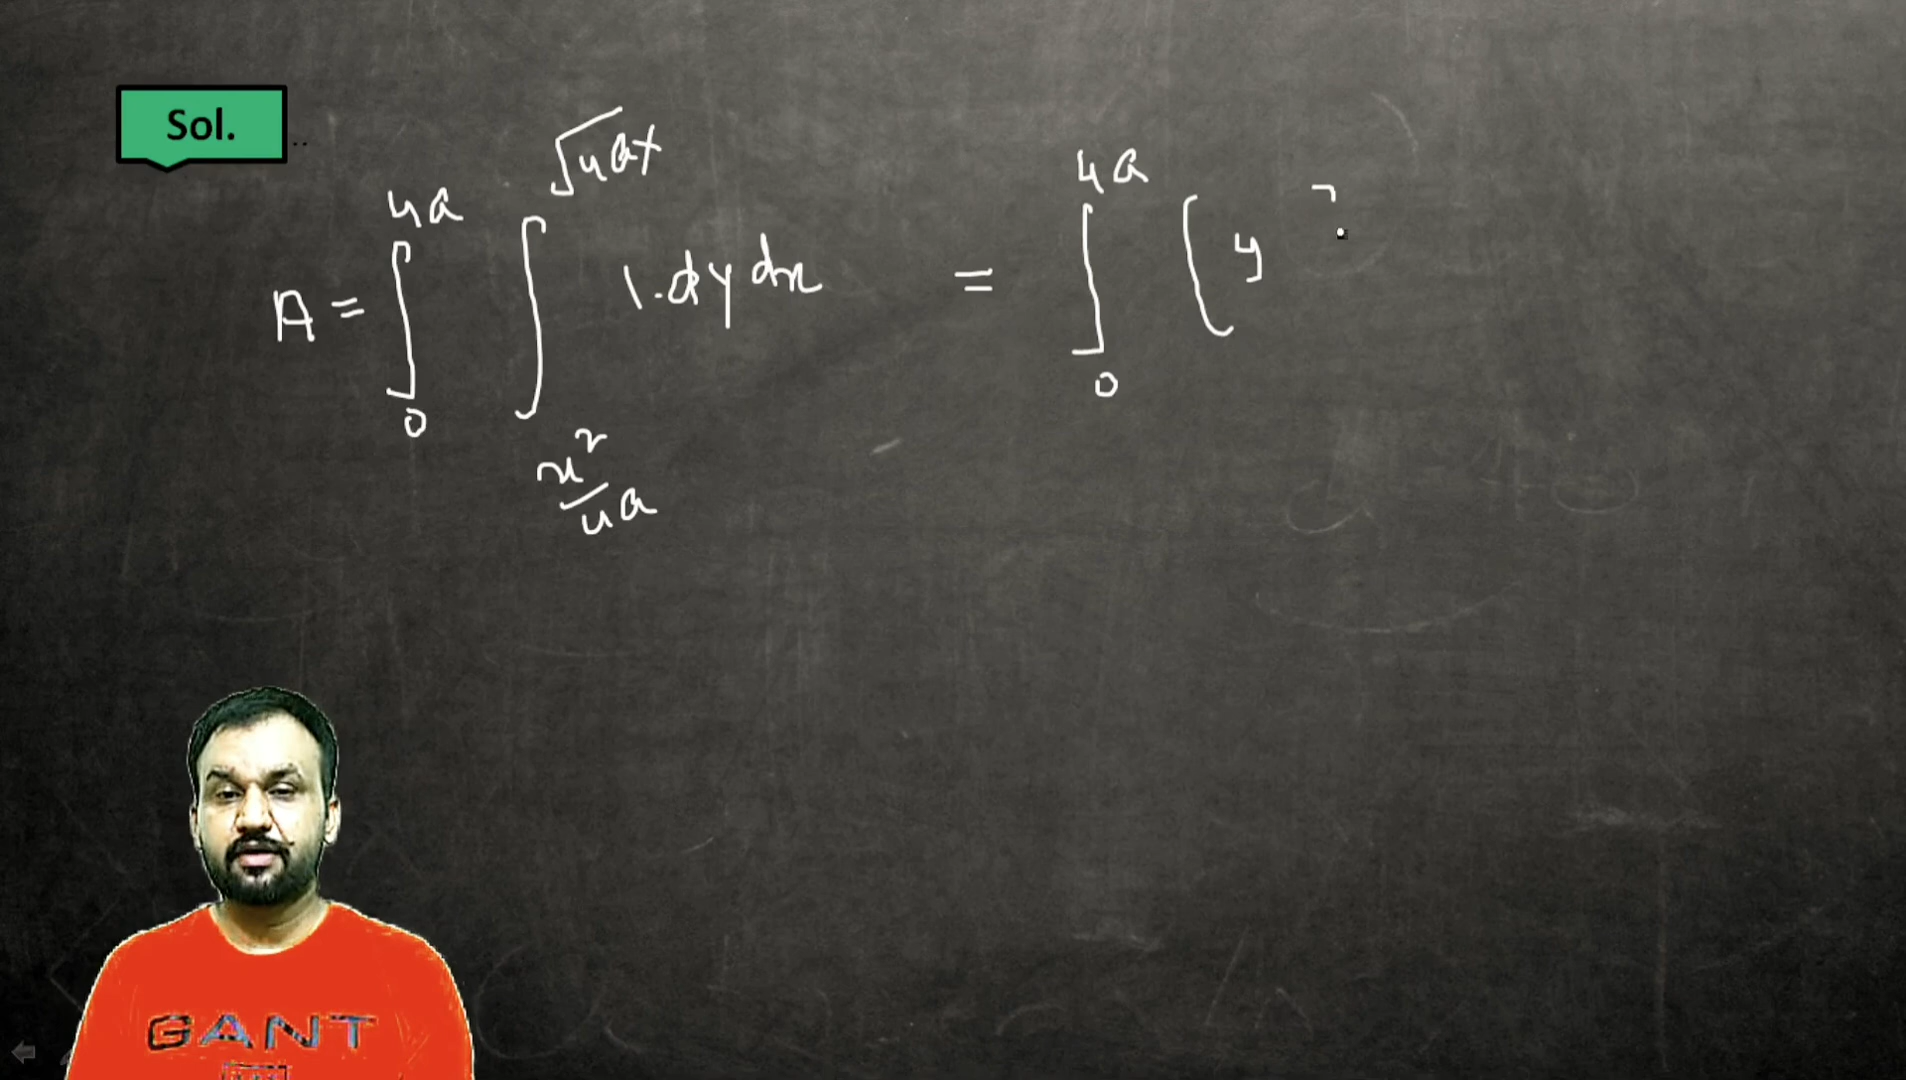 Sol. ..
A = ∫₀^{4a} ∫_{x²/4a}^{√4ax} 1.dy dx = ∫₀^{4a} [ y ]
GANT